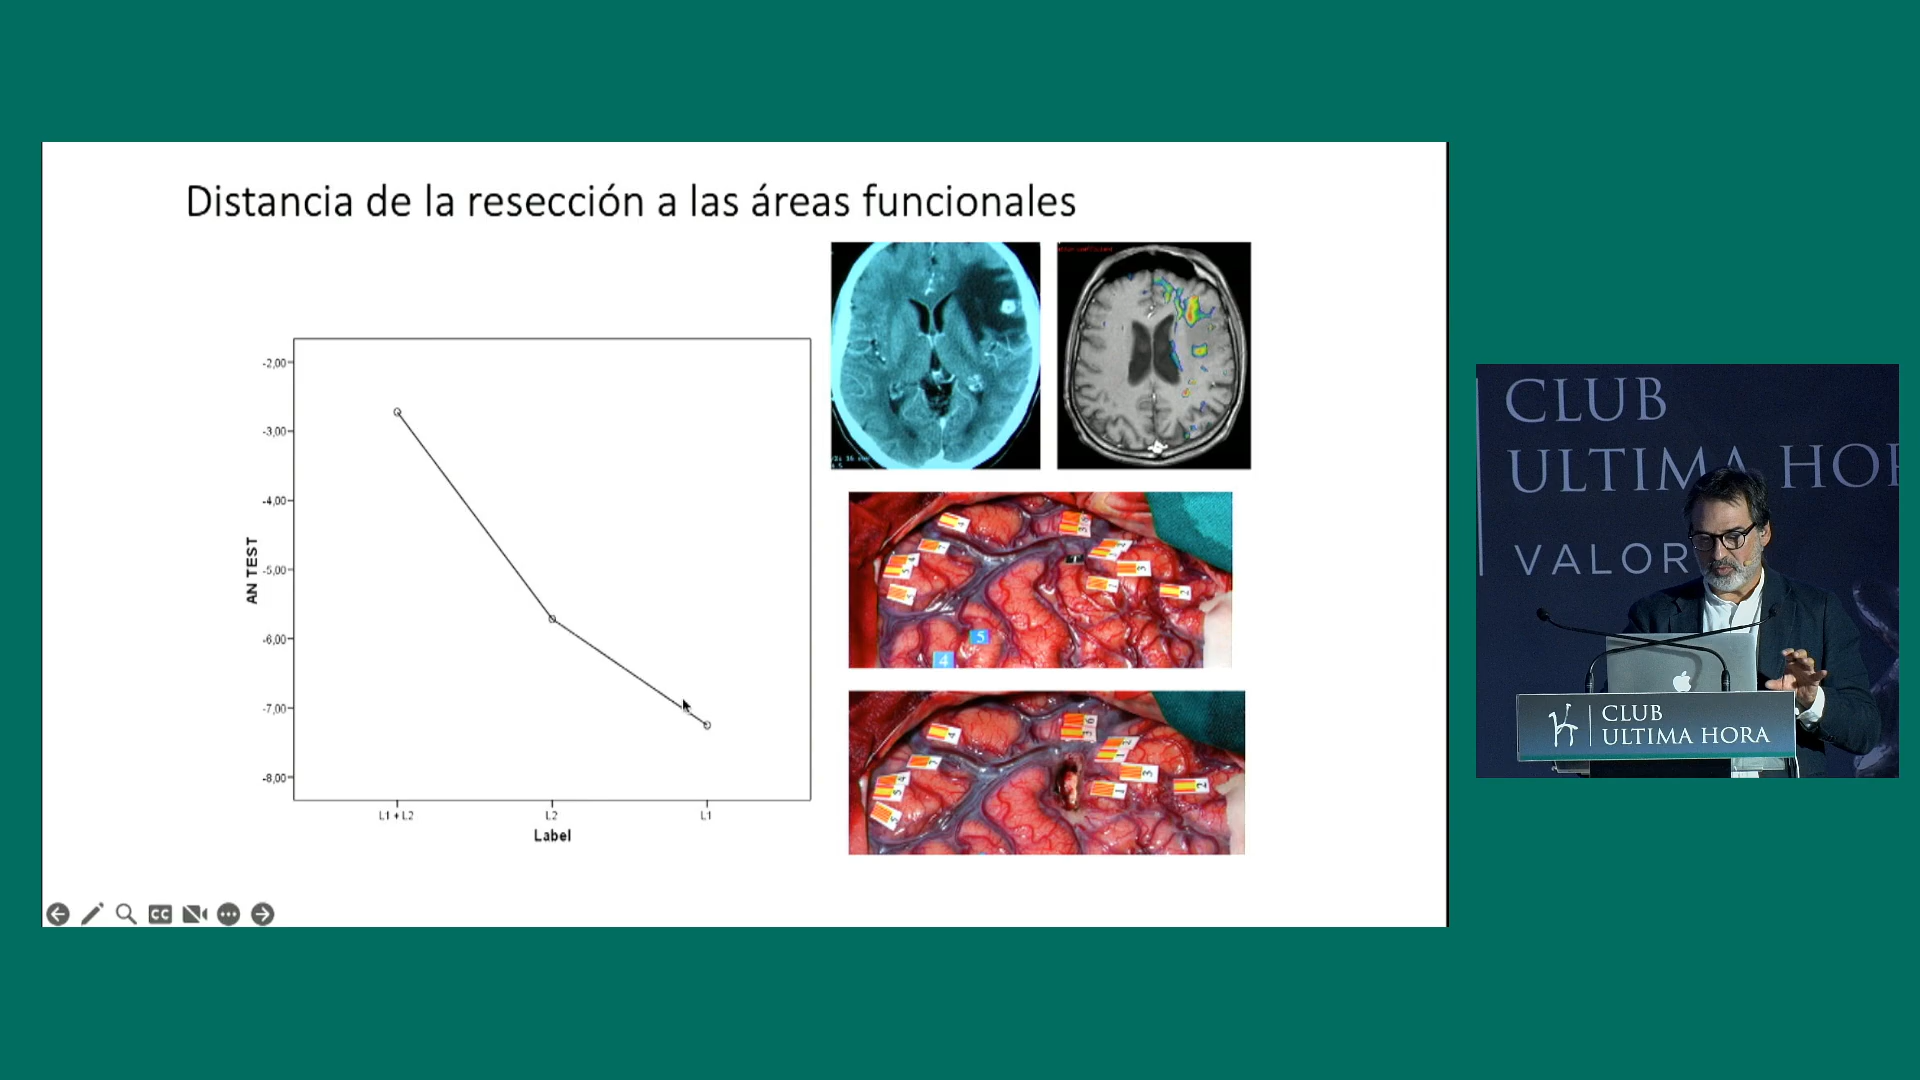 Distancia de la resección a las áreas funcionales
-2,00
-3,00
-4,00
-5,00
-6,00
-7,00
-8,00
AN TEST
L1 + L2
L2
L1
Label
4
5
CC
CLUB
ULTIMA HOR
VALOR
CLUB
ULTIMA HORA